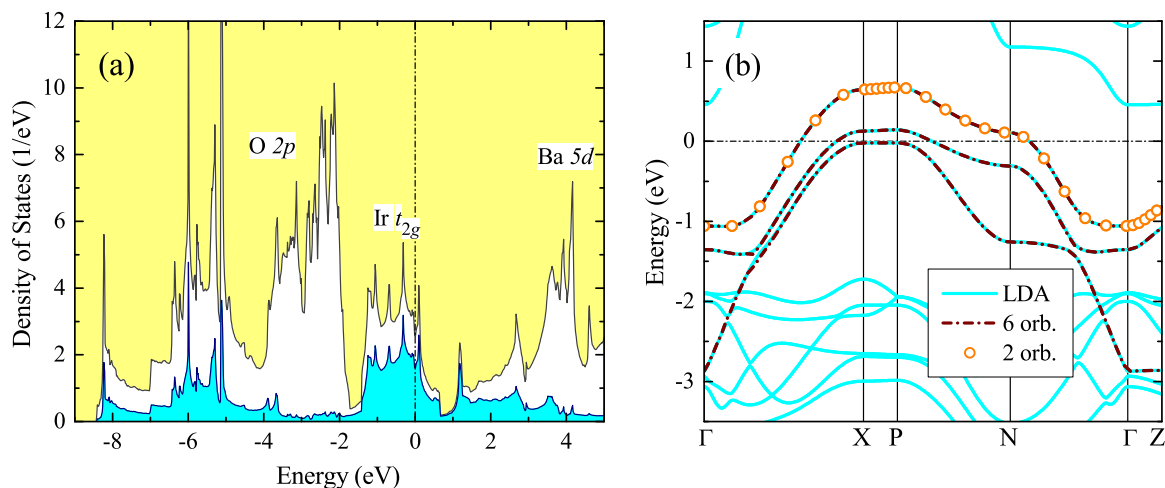 (a)
Density of States (1/eV)
12
10
8
6
4
2
0
O 2p
Ir t2g
Ba 5d
-8
-6
-4
-2
0
2
4
Energy (eV)
(b)
Energy (eV)
1
0
-1
-2
-3
LDA
6 orb.
2 orb.
Γ
X
P
N
Γ
Z